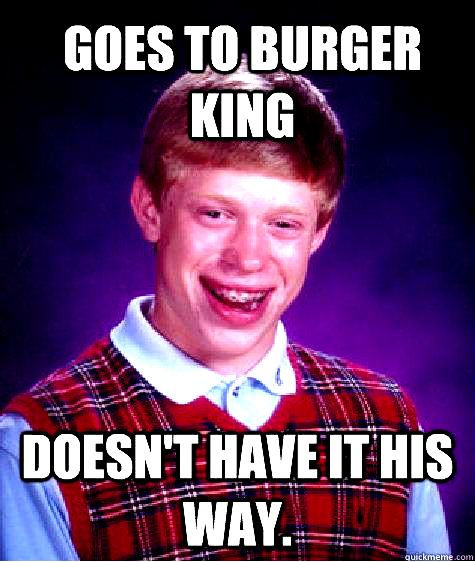 GOES TO BURGER
KING
DOESN'T HAVE IT HIS
WAY.
quickmeme.com